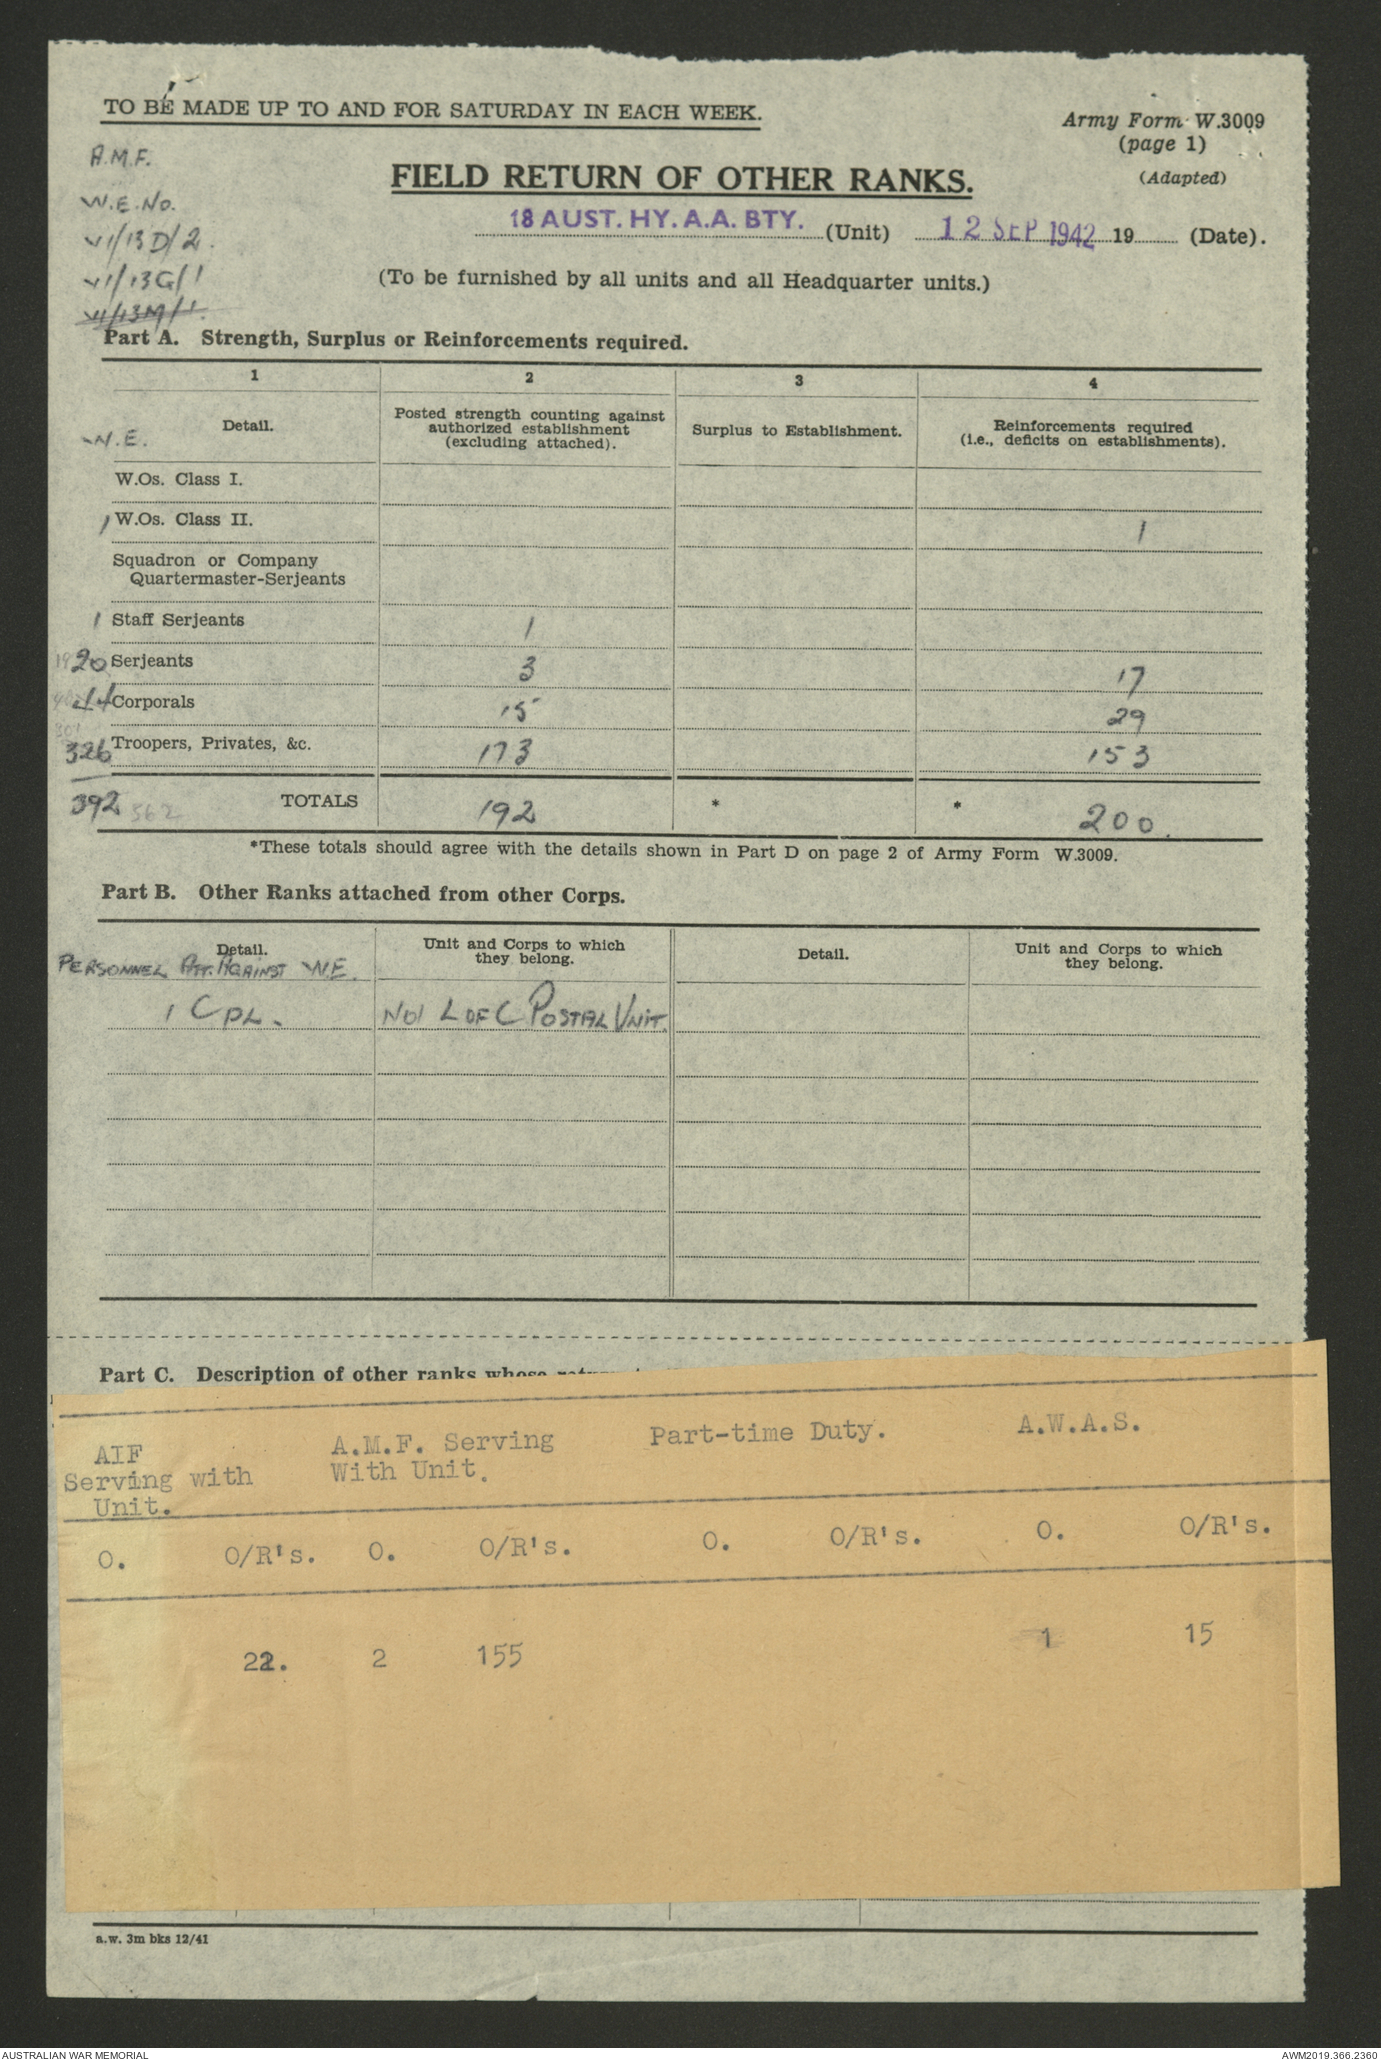 TO BE MADE UP TO AND FOR SATURDAY IN EACH WEEK.
Army Form W.3009
(page 1)
(Adapted)
A.M.F.
W.E.No.
VI/13D/2.
VI/13G/1
VI/13M/1.
FIELD RETURN OF OTHER RANKS.
18 AUST. HY. A.A. BTY. (Unit) 12 SEP 1942 19 (Date).
(To be furnished by all units and all Headquarter units.)
Part A. Strength, Surplus or Reinforcements required.
1 2 3 4
W.E. Detail. Posted strength counting against authorized establishment (excluding attached). Surplus to Establishment. Reinforcements required (i.e., deficits on establishments).
W.Os. Class I.
1 W.Os. Class II. 1
Squadron or Company
Quartermaster-Serjeants
1 Staff Serjeants 1
20 Serjeants 3 17
44 Corporals 15 29
326 Troopers, Privates, &c. 173 153
392 362 TOTALS 192 * * 200.
*These totals should agree with the details shown in Part D on page 2 of Army Form W.3009.
Part B. Other Ranks attached from other Corps.
Detail. Unit and Corps to which they belong. Detail. Unit and Corps to which they belong.
PERSONNEL ATT. AGAINST W.E.
1 CPL. NO1 L OF C POSTAL UNIT
Part C. Description of other ranks whose
AIF Serving with Unit. A.M.F. Serving With Unit. Part-time Duty. A.W.A.S.
O. O/R's. O. O/R's. O. O/R's. O. O/R's.
2 155 1 15
a.w. 3m bks 12/41
AUSTRALIAN WAR MEMORIAL AWM2019.366.2360